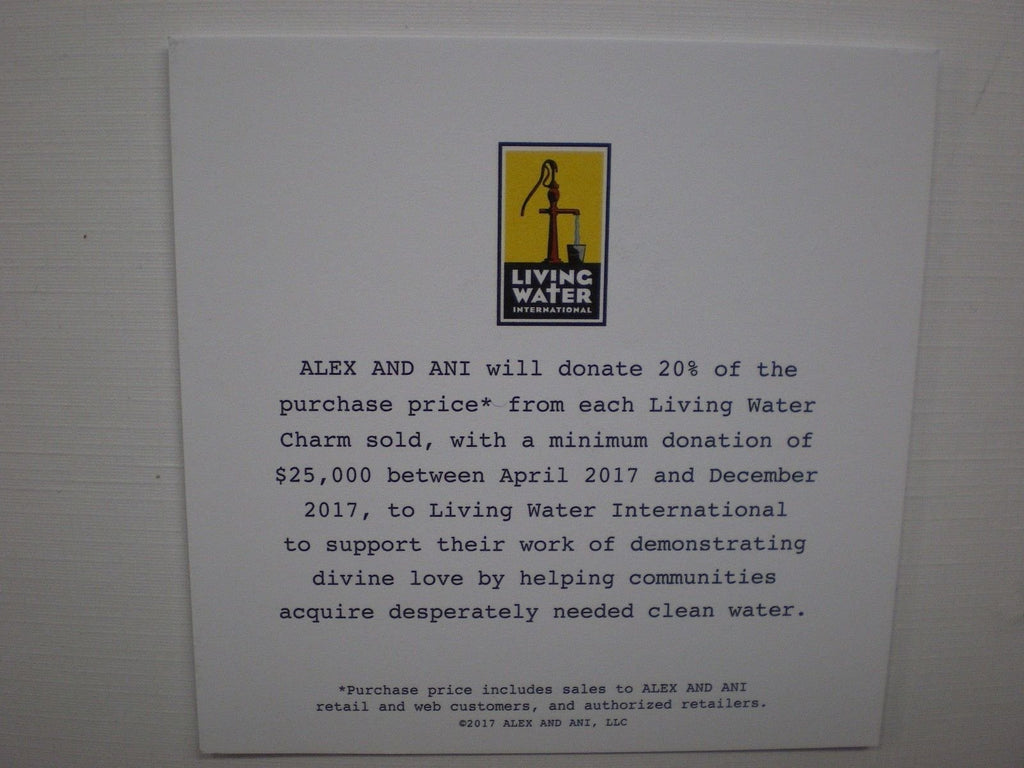 LIVING
WATER
INTERNATIONAL
ALEX AND ANI will donate 20% of the
purchase price* from each Living Water
Charm sold, with a minimum donation of
$25,000 between April 2017 and December
2017, to Living Water International
to support their work of demonstrating
divine love by helping communities
acquire desperately needed clean water.
*Purchase price includes sales to ALEX AND ANI
retail and web customers, and authorized retailers.
©2017 ALEX AND ANI, LLC